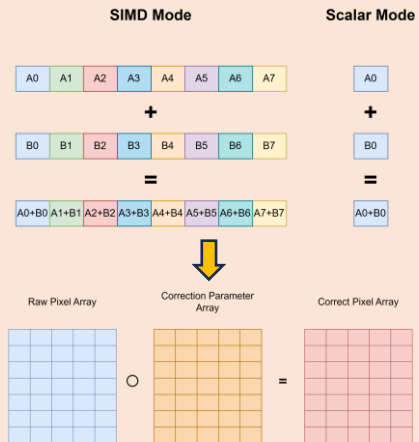 SIMD Mode Scalar Mode
A0 A1 A2 A3 A4 A5 A6 A7 A0
+ +
B0 B1 B2 B3 B4 B5 B6 B7 B0
= =
A0+B0 A1+B1 A2+B2 A3+B3 A4+B4 A5+B5 A6+B6 A7+B7 A0+B0
Raw Pixel Array Correction Parameter Array Correct Pixel Array
=